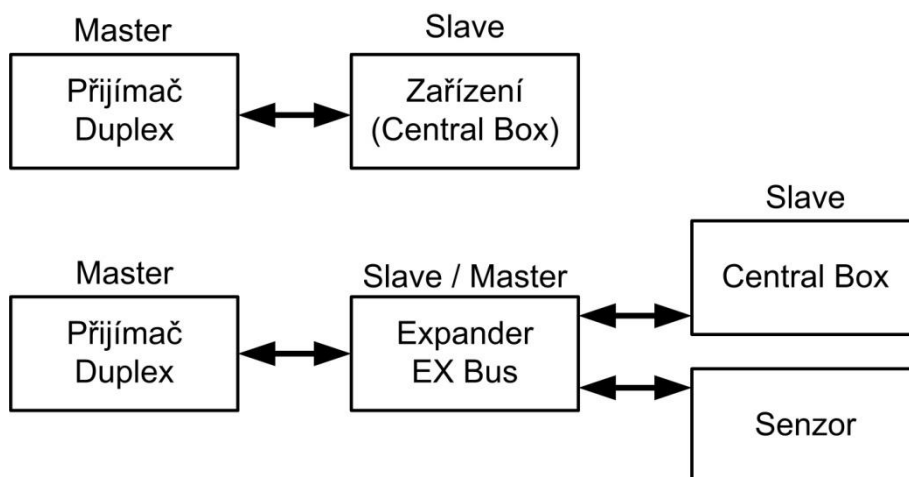 Master
Přijímač
Duplex
Slave
Zařízení
(Central Box)
Master
Přijímač
Duplex
Slave / Master
Expander
EX Bus
Slave
Central Box
Senzor